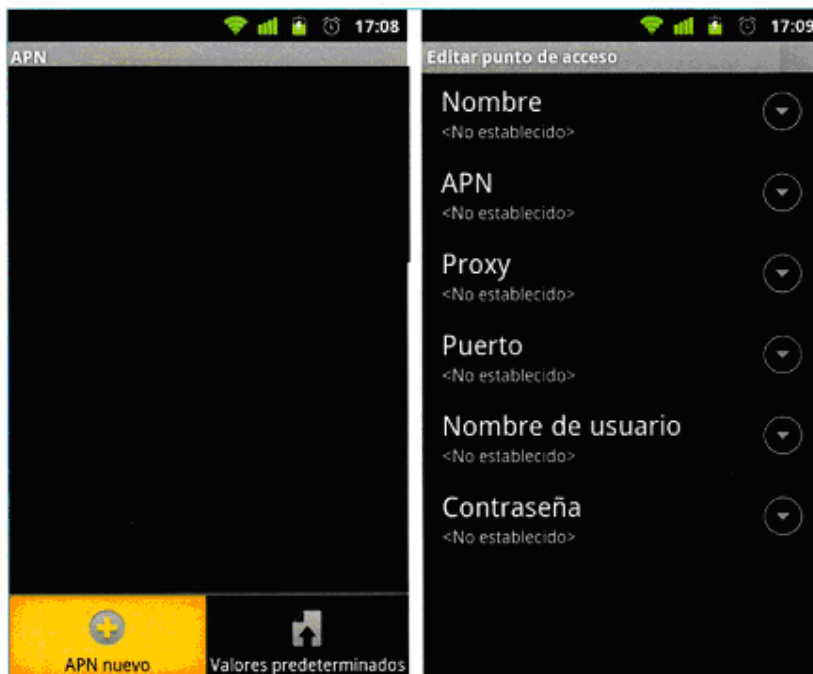 17:08
APN
APN nuevo
Valores predeterminados
17:09
Editar punto de acceso
Nombre
<No establecido>
APN
<No establecido>
Proxy
<No establecido>
Puerto
<No establecido>
Nombre de usuario
<No establecido>
Contraseña
<No establecido>